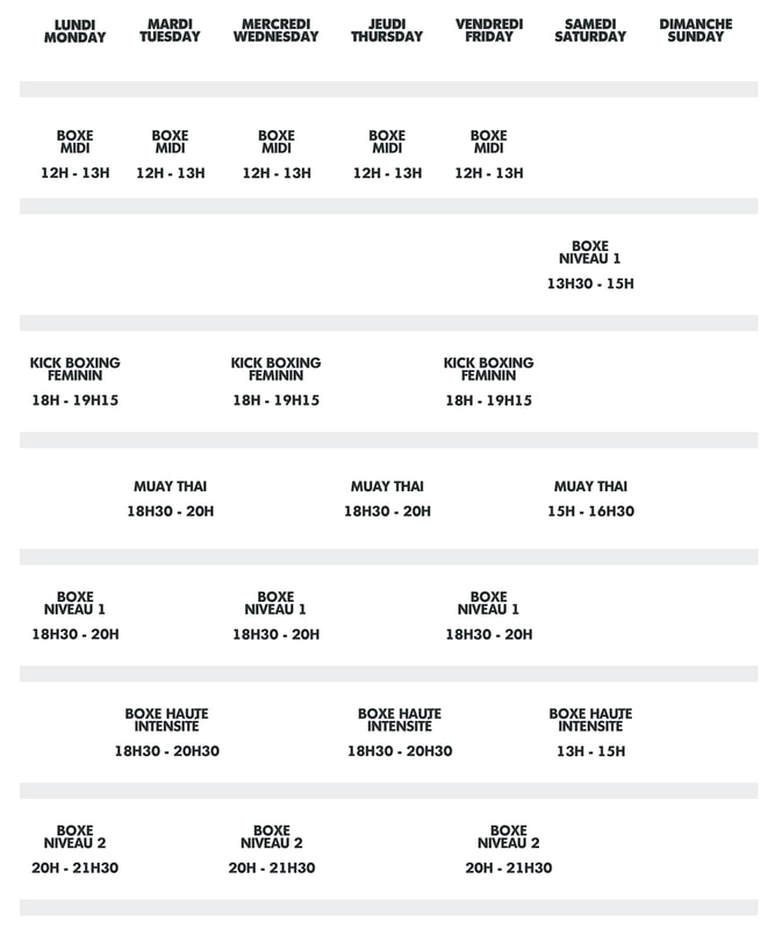 LUNDI MARDI MERCREDI JEUDI VENDREDI SAMEDI DIMANCHE
MONDAY TUESDAY WEDNESDAY THURSDAY FRIDAY SATURDAY SUNDAY
BOXE BOXE BOXE BOXE BOXE
MIDI MIDI MIDI MIDI MIDI
12H - 13H 12H - 13H 12H - 13H 12H - 13H 12H - 13H
BOXE
NIVEAU 1
13H30 - 15H
KICK BOXING KICK BOXING KICK BOXING
FEMININ FEMININ FEMININ
18H - 19H15 18H - 19H15 18H - 19H15
MUAY THAI MUAY THAI MUAY THAI
18H30 - 20H 18H30 - 20H 15H - 16H30
BOXE BOXE BOXE
NIVEAU 1 NIVEAU 1 NIVEAU 1
18H30 - 20H 18H30 - 20H 18H30 - 20H
BOXE HAUTE BOXE HAUTE BOXE HAUTE
INTENSITÉ INTENSITÉ INTENSITÉ
18H30 - 20H30 18H30 - 20H30 13H - 15H
BOXE BOXE BOXE
NIVEAU 2 NIVEAU 2 NIVEAU 2
20H - 21H30 20H - 21H30 20H - 21H30